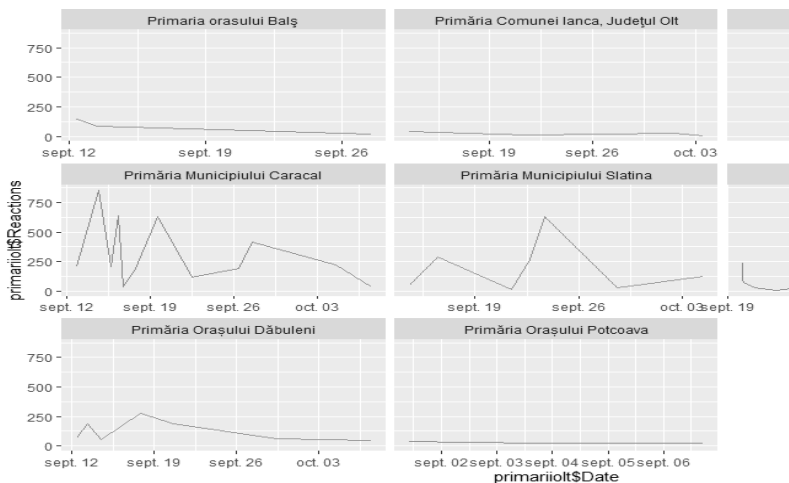 Primaria orasului Balş
Primăria Comunei Ianca, Judeţul Olt
750
500
250
0
sept. 12 sept. 19 sept. 26
sept. 19 sept. 26 oct. 03
Primăria Municipiului Caracal
Primăria Municipiului Slatina
primariiolt$Reactions
750
500
250
0
sept. 12 sept. 19 sept. 26 oct. 03
sept. 19 sept. 26 oct. 03
sept. 19
Primăria Orașului Dăbuleni
Primăria Orașului Potcoava
750
500
250
0
sept. 12 sept. 19 sept. 26 oct. 03
sept. 02 sept. 03 sept. 04 sept. 05 sept. 06
primariiolt$Date